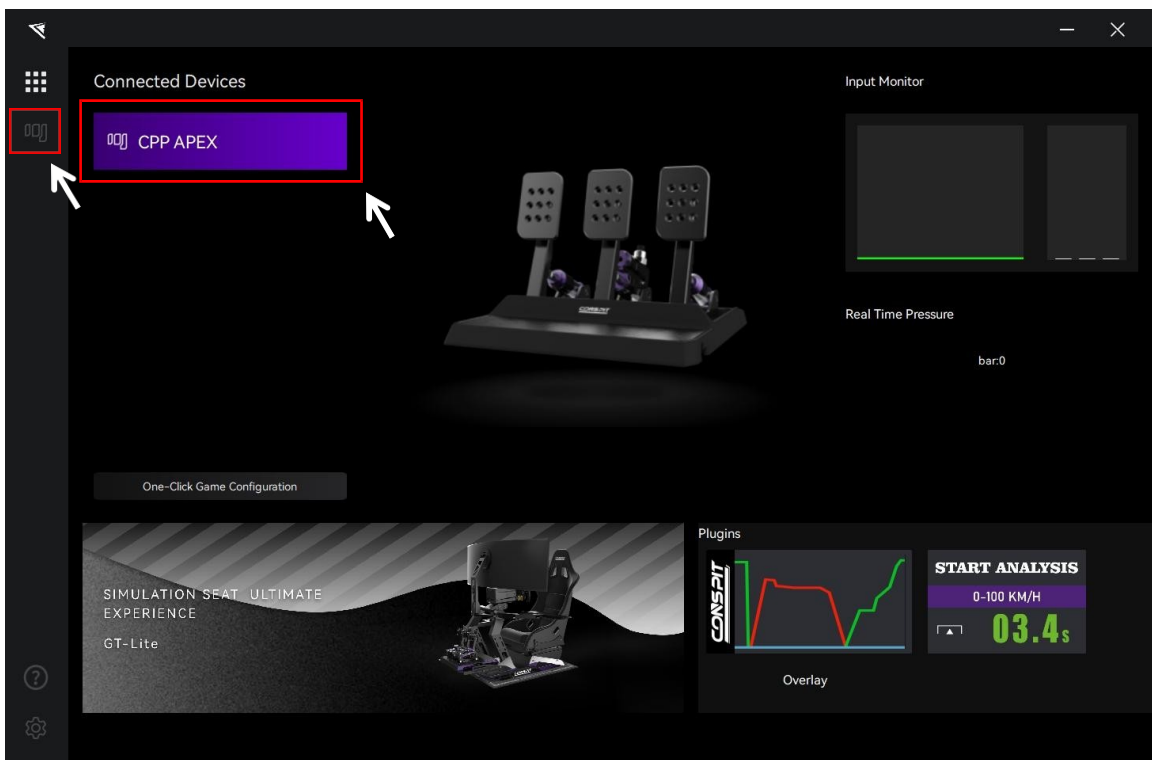 Connected Devices
CPP APEX
Input Monitor
Real Time Pressure
bar:0
CONSPIT
One-Click Game Configuration
SIMULATION SEAT ULTIMATE
EXPERIENCE
GT-Lite
Plugins
CONSPIT
Overlay
START ANALYSIS
0-100 KM/H
03.4s
?